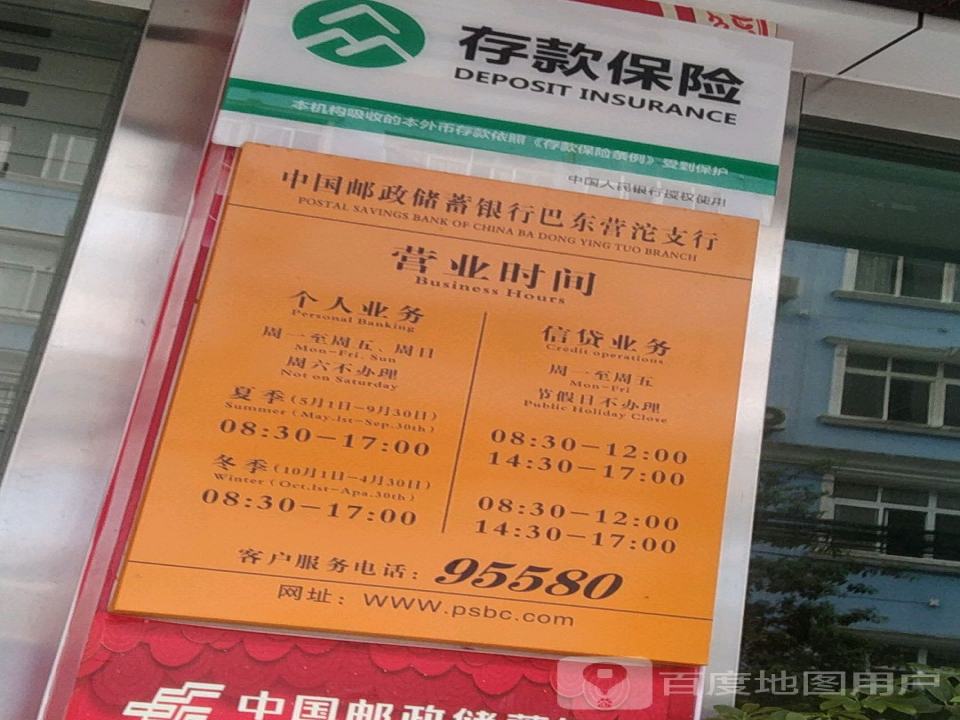 存款保险
DEPOSIT INSURANCE
本机构吸收的本外币存款依照《存款保险条例》受到保护
中国人民银行授权使用
中国邮政储蓄银行巴东营沱支行
POSTAL SAVINGS BANK OF CHINA BA DONG YING TUO BRANCH
营业时间
Business Hours
个人业务
Personal Banking
周一至周五、周日
Mon-Fri. Sun
周六不办理
Not on Saturday
夏季(5月1日-9月30日)
Summer (May.1st-Sep.30th)
08:30-17:00
冬季(10月1日-4月30日)
Winter (Oct.1st-Apa.30th)
08:30-17:00
信贷业务
Credit operations
周一至周五
Mon-Fri
节假日不办理
Public Holiday Close
08:30-12:00
14:30-17:00
08:30-12:00
14:30-17:00
客户服务电话：95580
网址：www.psbc.com
中国邮政储蓄银
百度地图用户